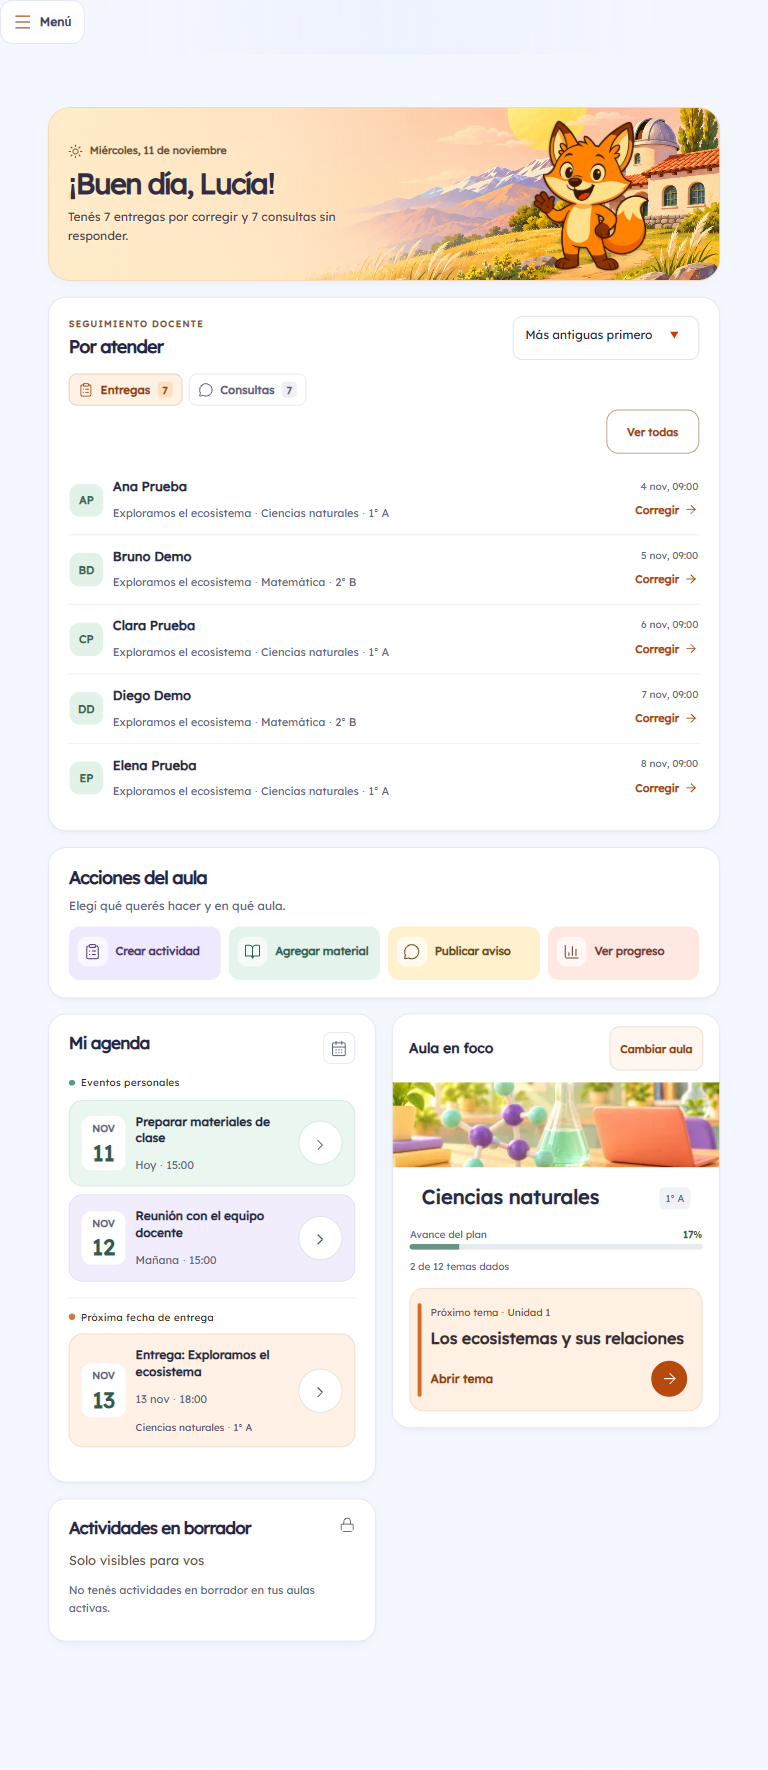 Menú
Miércoles, 11 de noviembre
¡Buen día, Lucía!
Tenés 7 entregas por corregir y 7 consultas sin
responder.
SEGUIMIENTO DOCENTE
Por atender
Más antiguas primero
Entregas 7
Consultas 7
Ver todas
AP
Ana Prueba
4 nov, 09:00
Exploramos el ecosistema · Ciencias naturales · 1° A
Corregir
BD
Bruno Demo
5 nov, 09:00
Exploramos el ecosistema · Matemática · 2° B
Corregir
CP
Clara Prueba
6 nov, 09:00
Exploramos el ecosistema · Ciencias naturales · 1° A
Corregir
DD
Diego Demo
7 nov, 09:00
Exploramos el ecosistema · Matemática · 2° B
Corregir
EP
Elena Prueba
8 nov, 09:00
Exploramos el ecosistema · Ciencias naturales · 1° A
Corregir
Acciones del aula
Elegí qué querés hacer y en qué aula.
Crear actividad
Agregar material
Publicar aviso
Ver progreso
Mi agenda
Eventos personales
NOV
11
Preparar materiales de
clase
Hoy · 15:00
NOV
12
Reunión con el equipo
docente
Mañana · 15:00
Próxima fecha de entrega
NOV
13
Entrega: Exploramos el
ecosistema
13 nov · 18:00
Ciencias naturales · 1° A
Aula en foco
Cambiar aula
Ciencias naturales
1° A
Avance del plan
17%
2 de 12 temas dados
Próximo tema · Unidad 1
Los ecosistemas y sus relaciones
Abrir tema
Actividades en borrador
Solo visibles para vos
No tenés actividades en borrador en tus aulas
activas.